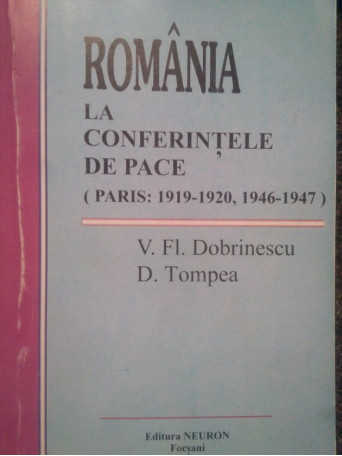 ROMÂNIA
LA
CONFERINȚELE
DE PACE
( PARIS: 1919-1920, 1946-1947 )
V. Fl. Dobrinescu
D. Tompea
Editura NEURON
Focșani